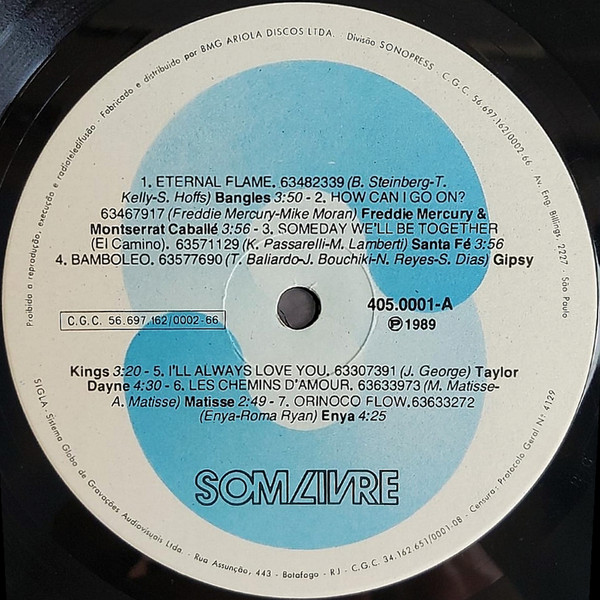 Proibida a reprodução, execução e radioteledifusão. Fabricado e distribuído por BMG ARIOLA DISCOS LTDA. Divisão SONOPRESS. C.G.C. 56.697.162/0002-66 Av. Eng. Billings, 2227 - São Paulo
1. ETERNAL FLAME. 63482339 (B. Steinberg-T.
Kelly-S. Hoffs) Bangles 3:50 - 2. HOW CAN I GO ON?
63467917 (Freddie Mercury-Mike Moran) Freddie Mercury &
Montserrat Caballé 3:56 - 3. SOMEDAY WE'LL BE TOGETHER
(El Camino). 63571129 (K. Passarelli-M. Lamberti) Santa Fé 3:56
4. BAMBOLEO. 63577690 (T. Baliardo-J. Bouchiki-N. Reyes-S. Dias) Gipsy
405.0001-A
C.G.C. 56.697.162/0002-66
Ⓟ 1989
Kings 3:20 - 5. I'LL ALWAYS LOVE YOU. 63307391 (J. George) Taylor
Dayne 4:30 - 6. LES CHEMINS D'AMOUR. 63633973 (M. Matisse-
A. Matisse) Matisse 2:49 - 7. ORINOCO FLOW. 63633272
(Enya-Roma Ryan) Enya 4:25
SOM LIVRE
SIGLA - Sistema Globo de Gravações Audiovisuais Ltda - Rua Assunção, 443 - Botafogo - RJ - C.G.C. 34.162.651/0001-08 - Censura: Protocolo Geral Nº 4129